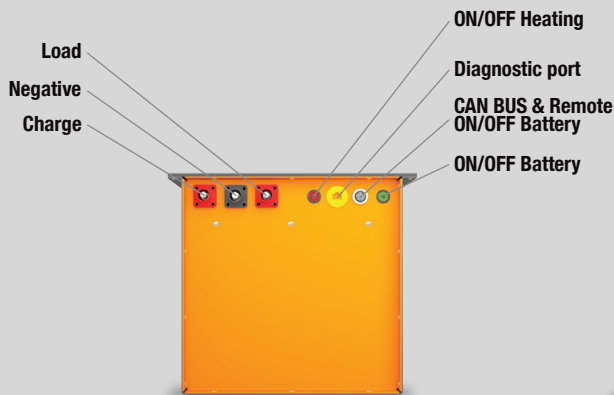 Load
Negative
Charge
ON/OFF Heating
Diagnostic port
CAN BUS & Remote
ON/OFF Battery
ON/OFF Battery